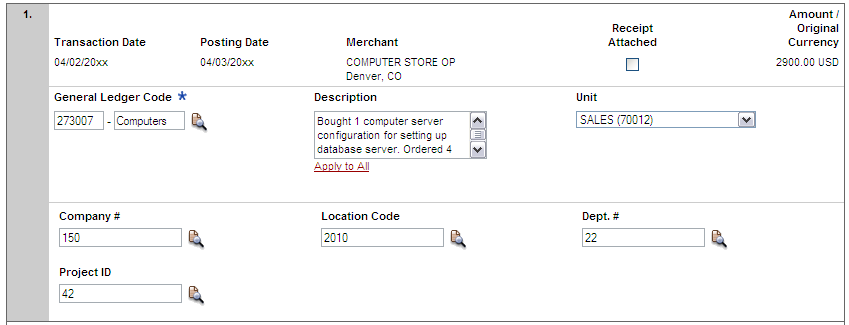 1.
Transaction Date Posting Date Merchant Receipt Attached Amount / Original Currency
04/02/20xx 04/03/20xx COMPUTER STORE OP 2900.00 USD
Denver, CO
General Ledger Code * Description Unit
273007 - Computers Bought 1 computer server SALES (70012)
configuration for setting up
database server. Ordered 4
Apply to All
Company # Location Code Dept. #
150 2010 22
Project ID
42